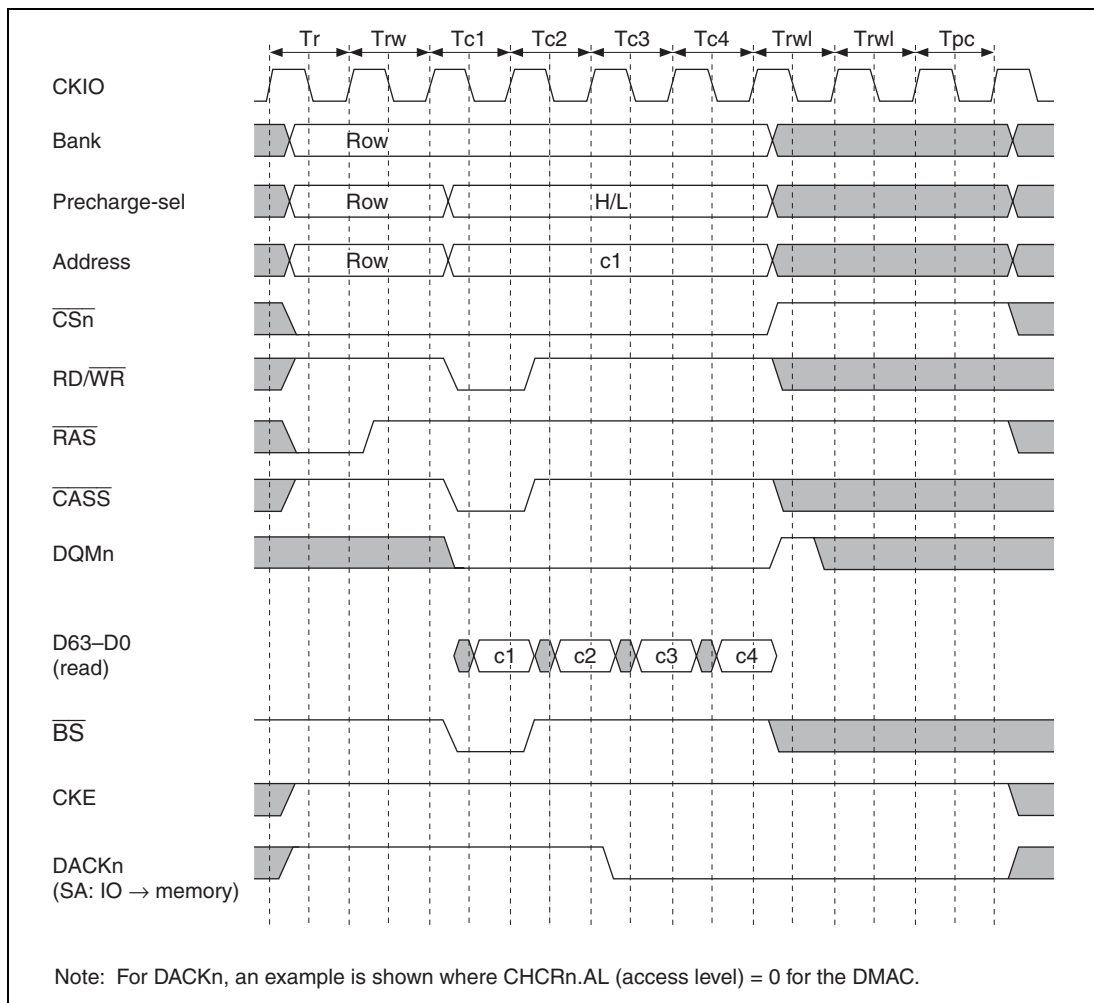 Tr Trw Tc1 Tc2 Tc3 Tc4 Trwl Trwl Tpc
CKIO
Bank Row
Precharge-sel Row H/L
Address Row c1
CSn
RD/WR
RAS
CASS
DQMn
D63–D0
(read)
c1 c2 c3 c4
BS
CKE
DACKn
(SA: IO → memory)
Note: For DACKn, an example is shown where CHCRn.AL (access level) = 0 for the DMAC.